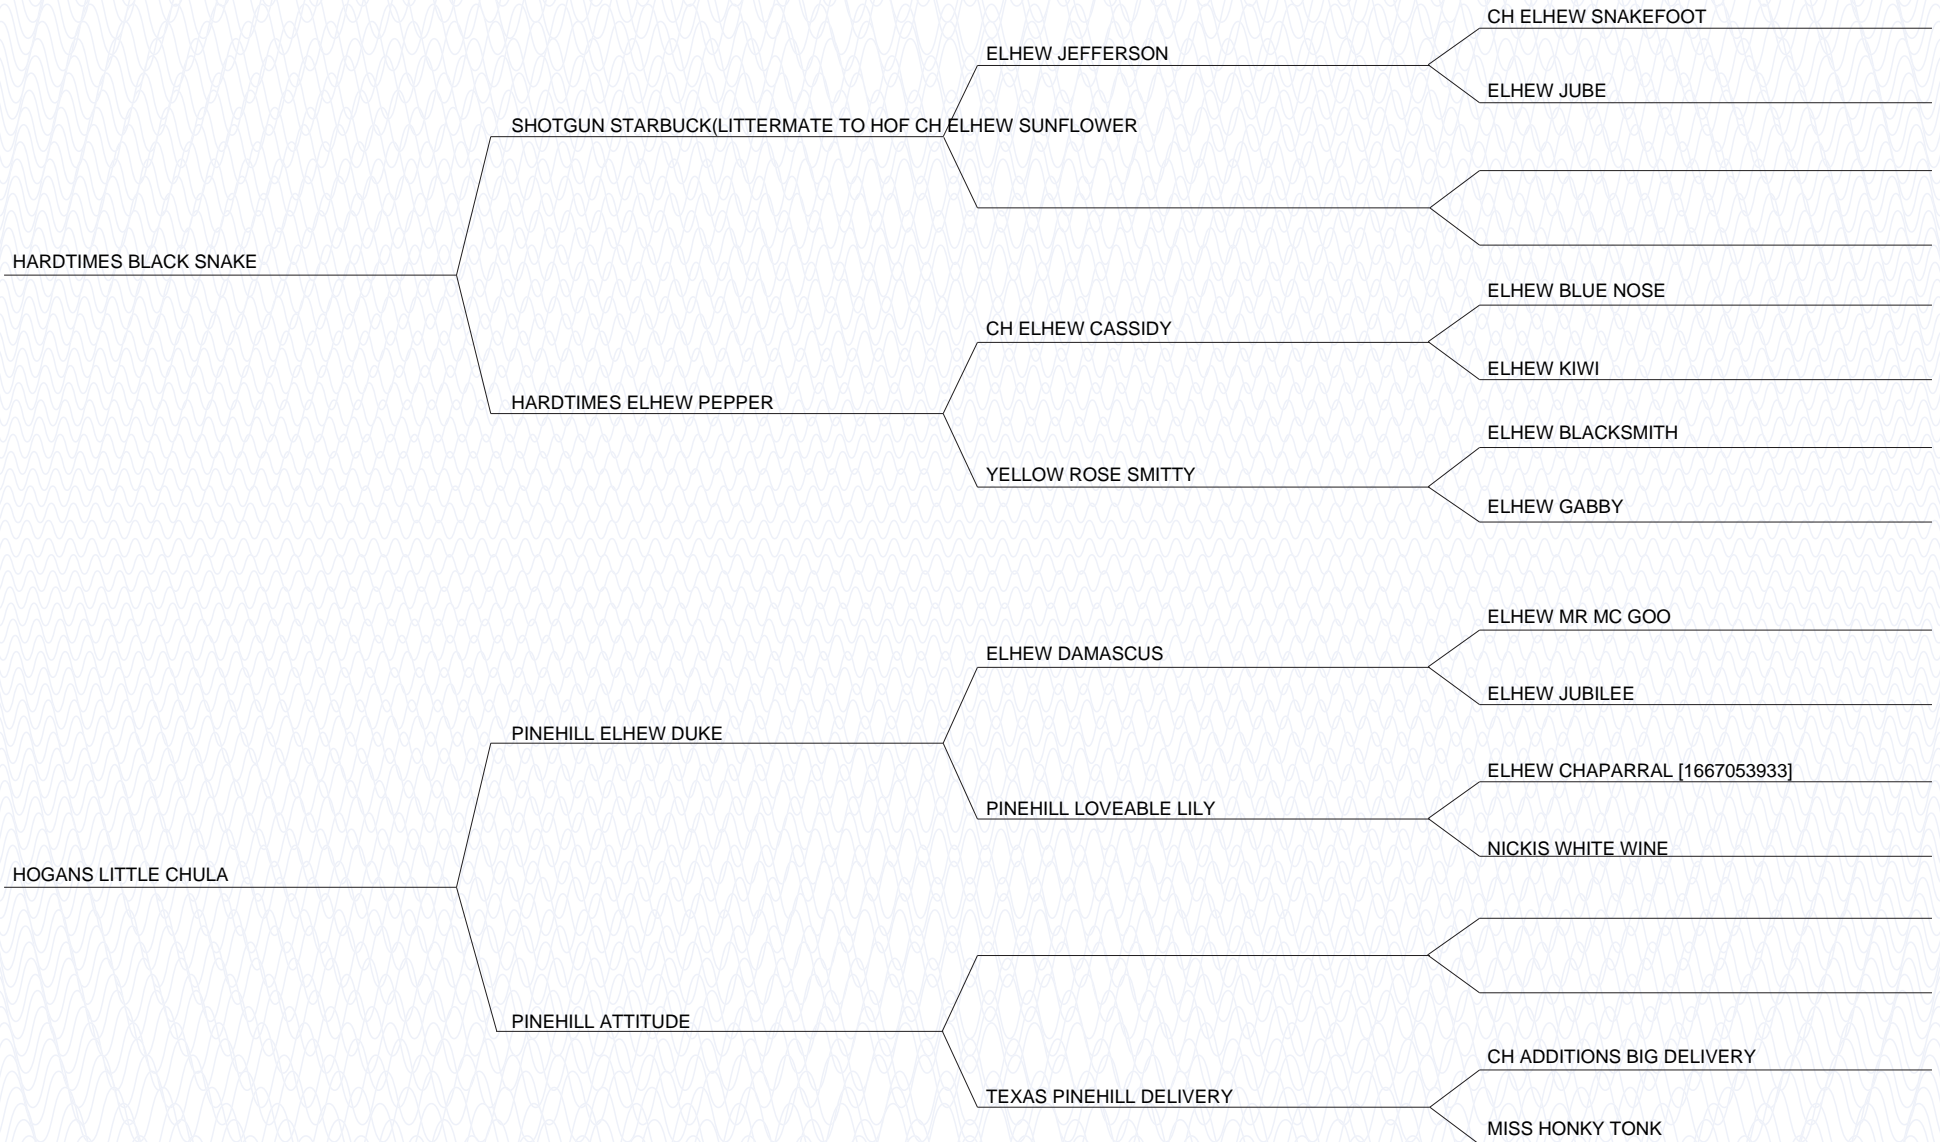 CH ELHEW SNAKEFOOT
ELHEW JEFFERSON
ELHEW JUBE
SHOTGUN STARBUCK(LITTERMATE TO HOF CH ELHEW SUNFLOWER
HARDTIMES BLACK SNAKE
ELHEW BLUE NOSE
CH ELHEW CASSIDY
ELHEW KIWI
HARDTIMES ELHEW PEPPER
ELHEW BLACKSMITH
YELLOW ROSE SMITTY
ELHEW GABBY
ELHEW MR MC GOO
ELHEW DAMASCUS
ELHEW JUBILEE
PINEHILL ELHEW DUKE
ELHEW CHAPARRAL [1667053933]
PINEHILL LOVEABLE LILY
NICKIS WHITE WINE
HOGANS LITTLE CHULA
PINEHILL ATTITUDE
CH ADDITIONS BIG DELIVERY
TEXAS PINEHILL DELIVERY
MISS HONKY TONK